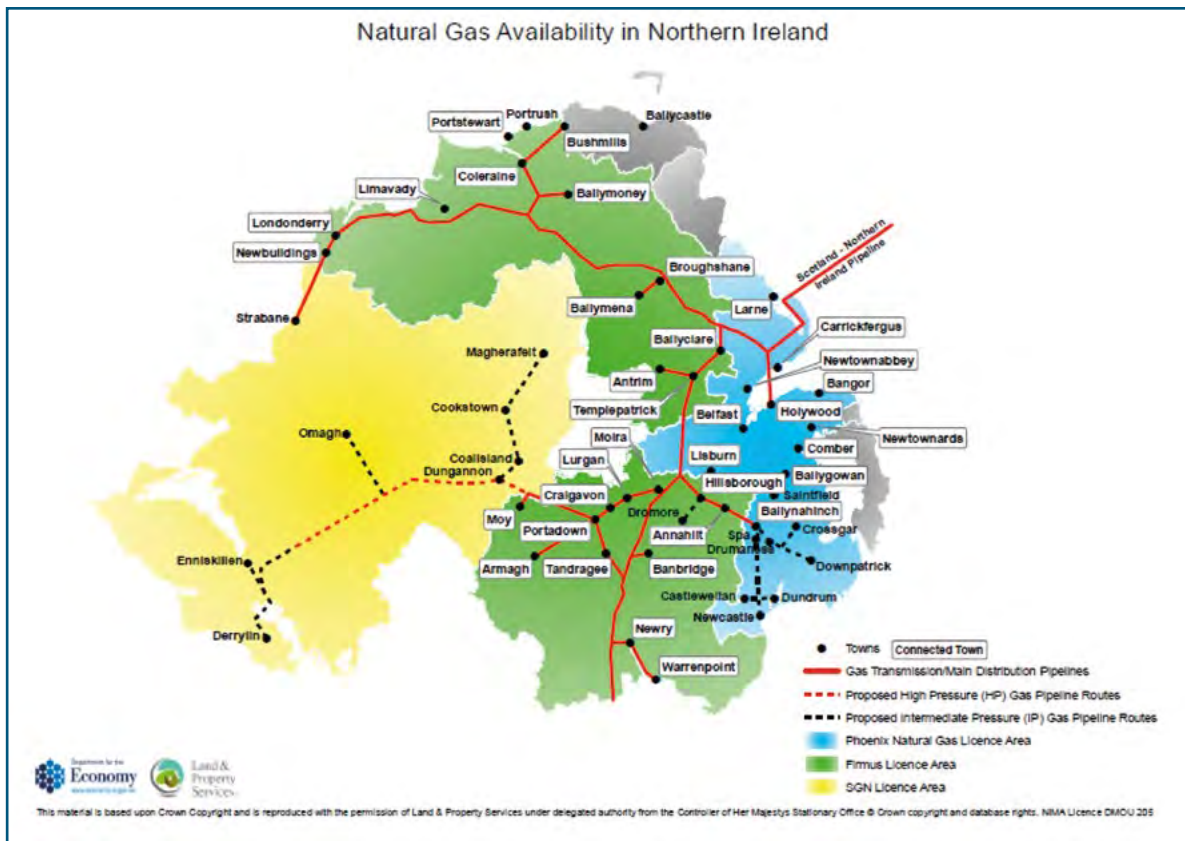 Natural Gas Availability in Northern Ireland
Portrush
Ballycastle
Portstewart
Bushmills
Coleraine
Limavady
Ballymoney
Londonderry
Newbuildings
Scotland - Northern
Ireland Pipeline
Broughshane
Strabane
Ballymena
Larne
Carrickfergus
Ballyclare
Magherafelt
Newtownabbey
Antrim
Bangor
Cookstown
Templepatrick
Belfast
Holywood
Omagh
Moira
Newtownards
Comber
Coalisland
Lurgan
Lisburn
Dungannon
Hillsborough
Ballygowan
Craigavon
Saintfield
Dromore
Moy
Portadown
Annahilt
Ballynahinch
Crossgar
Spa
Drumaness
Enniskillen
Armagh
Tandragee
Banbridge
Downpatrick
Castlewellan
Dundrum
Newcastle
Derrylin
Newry
Warrenpoint
Towns Connected Town
Gas Transmission/Main Distribution Pipelines
Proposed High Pressure (HP) Gas Pipeline Routes
Proposed Intermediate Pressure (IP) Gas Pipeline Routes
Phoenix Natural Gas Licence Area
Firmus Licence Area
SGN Licence Area
Department for the
Economy
Land &
Property
Services
This material is based upon Crown Copyright and is reproduced with the permission of Land & Property Services under delegated authority from the Controller of Her Majestys Stationary Office © Crown copyright and database rights. NIMA Licence DMOU 205